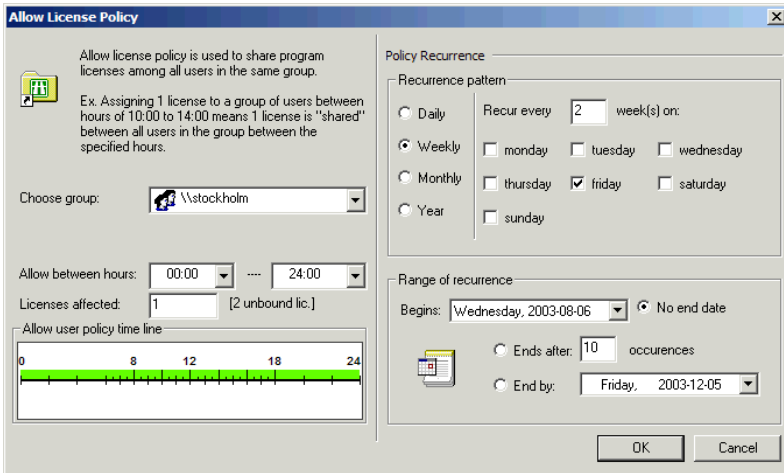 Allow License Policy
Allow license policy is used to share program
licenses among all users in the same group.
Ex. Assigning 1 license to a group of users between
hours of 10:00 to 14:00 means 1 license is "shared"
between all users in the group between the
specified hours.
Choose group: \\stockholm
Allow between hours: 00:00 ---- 24:00
Licenses affected: 1 [2 unbound lic.]
Allow user policy time line
0 8 12 18 24
Policy Recurrence
Recurrence pattern
Daily
Weekly
Monthly
Year
Recur every 2 week(s) on:
monday tuesday wednesday
thursday friday saturday
sunday
Range of recurrence
Begins: Wednesday, 2003-08-06 No end date
Ends after: 10 occurences
End by: Friday, 2003-12-05
OK Cancel